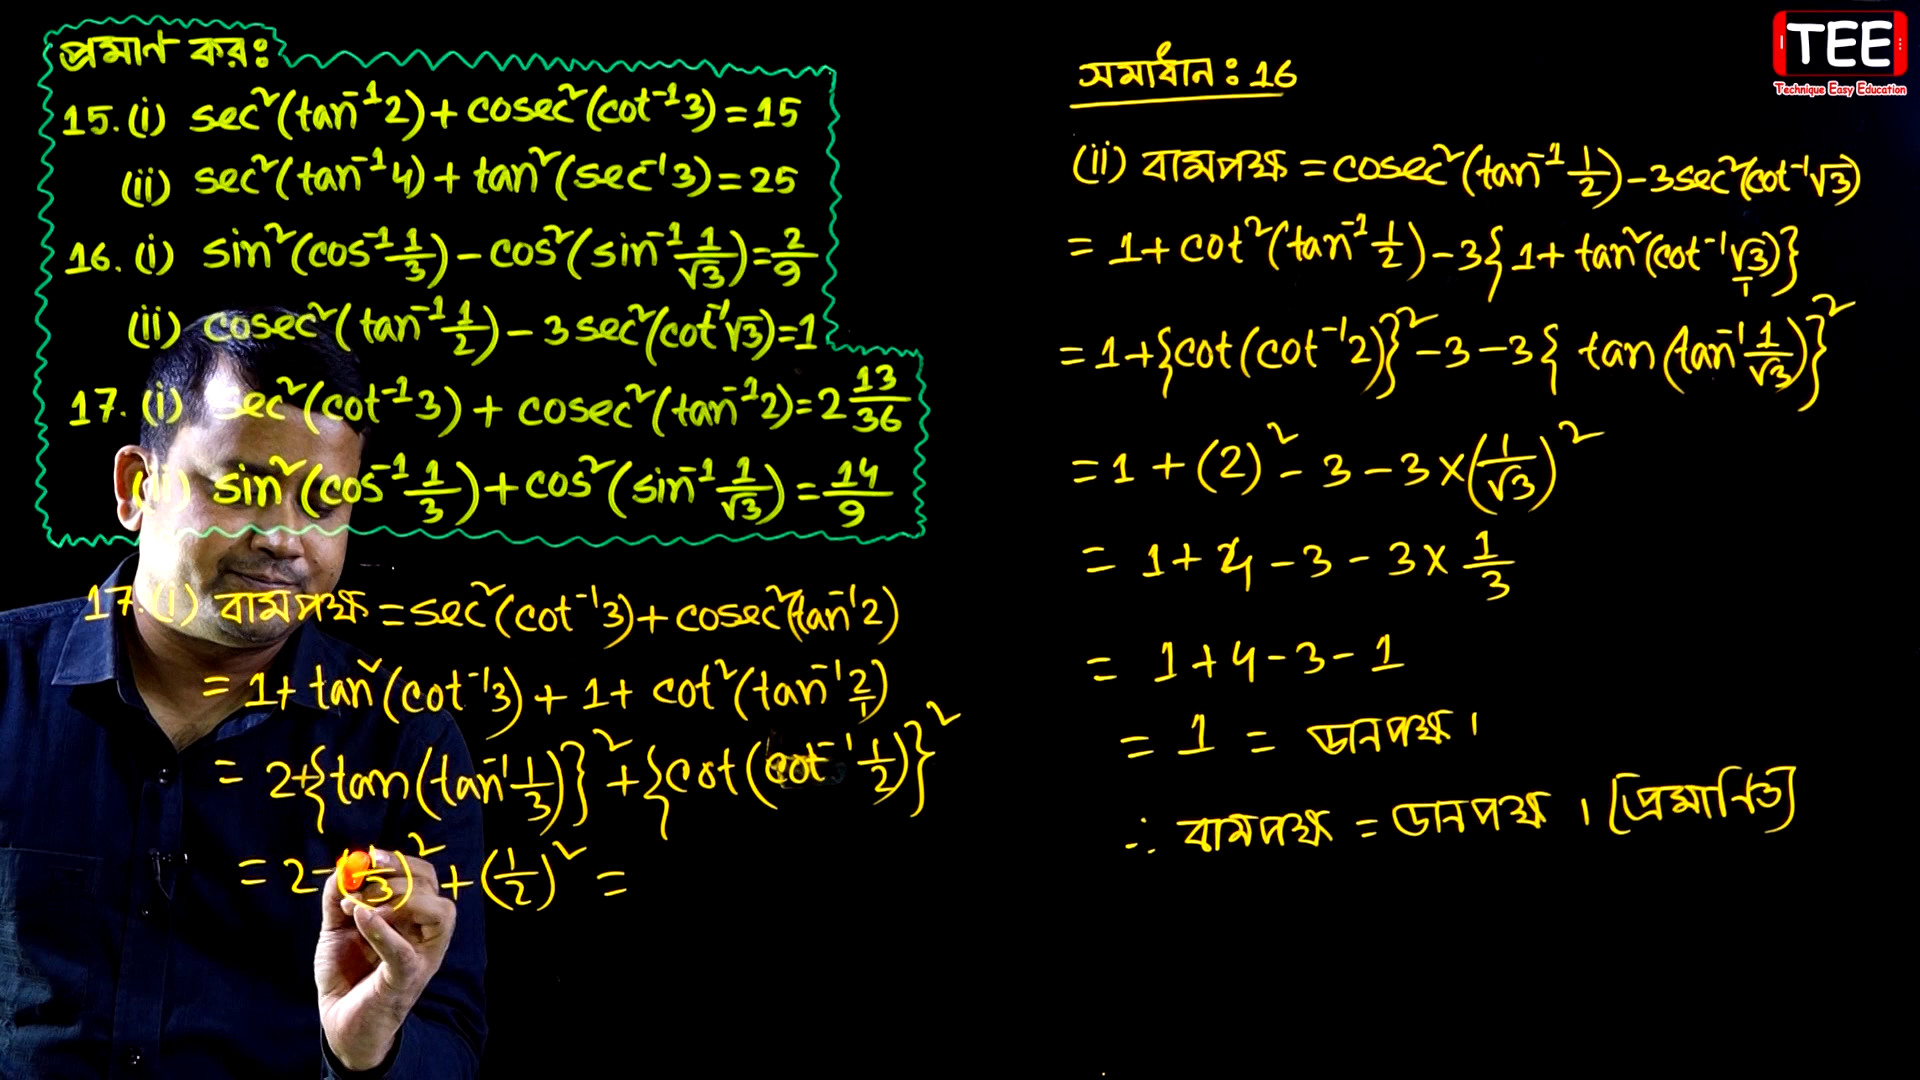 প্রমাণ কর:
15. (i) sec²(tan⁻¹2) + cosec²(cot⁻¹3) = 15
(ii) sec²(tan⁻¹4) + tan²(sec⁻¹3) = 25
16. (i) sin²(cos⁻¹ 1/3) − cos²(sin⁻¹ 1/√3) = 2/9
(ii) cosec²(tan⁻¹ 1/2) − 3sec²(cot⁻¹√3) = 1
17. (i) sec²(cot⁻¹3) + cosec²(tan⁻¹2) = 2 13/36
(ii) sin²(cos⁻¹ 1/3) + cos²(sin⁻¹ 1/√3) = 14/9
17. (i) বামপক্ষ = sec²(cot⁻¹3) + cosec²(tan⁻¹2)
= 1 + tan²(cot⁻¹3) + 1 + cot²(tan⁻¹ 2/1)
= 2 + {tan(tan⁻¹ 1/3)}² + {cot(cot⁻¹ 1/2)}²
= 2 − (1/3)² + (1/2)² =
সমাধান : 16
(ii) বামপক্ষ = cosec²(tan⁻¹ 1/2) − 3sec²(cot⁻¹√3)
= 1 + cot²(tan⁻¹ 1/2) − 3{1 + tan²(cot⁻¹ √3/1)}
= 1 + {cot(cot⁻¹2)}² − 3 − 3{tan(tan⁻¹ 1/√3)}²
= 1 + (2)² − 3 − 3 × (1/√3)²
= 1 + 4 − 3 − 3 × 1/3
= 1 + 4 − 3 − 1
= 1 = ডানপক্ষ।
∴ বামপক্ষ = ডানপক্ষ। [প্রমাণিত]
TEE
Technique Easy Education